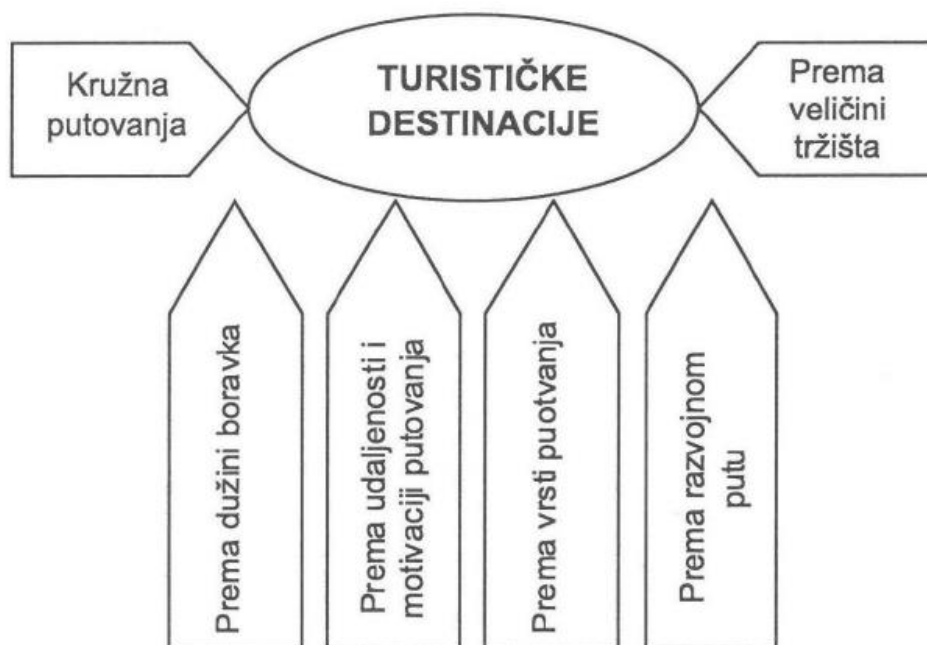 Kružna
putovanja
TURISTIČKE
DESTINACIJE
Prema
veličini
tržišta
Prema dužini boravka
Prema udaljenosti i
motivaciji putovanja
Prema vrsti puotvanja
Prema razvojnom
putu